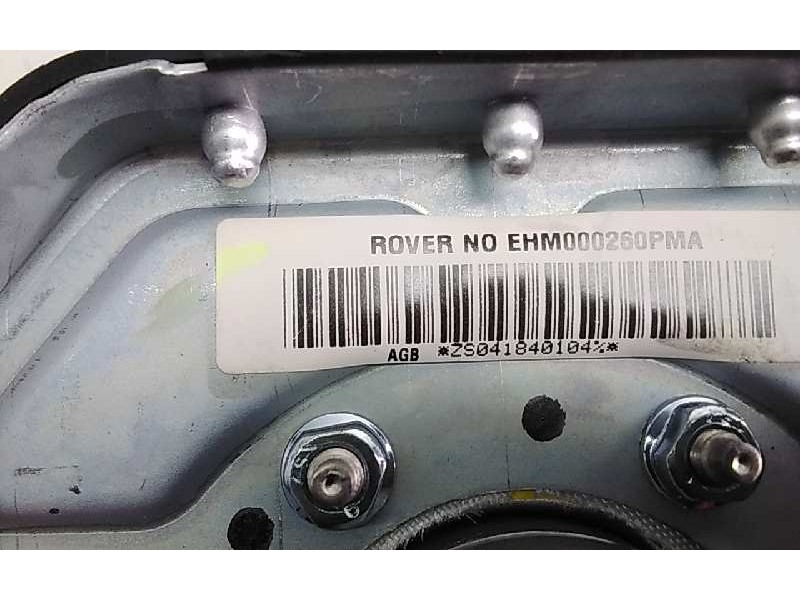 ROVER NO EHM000260PMA
AGB *ZS041840104%*